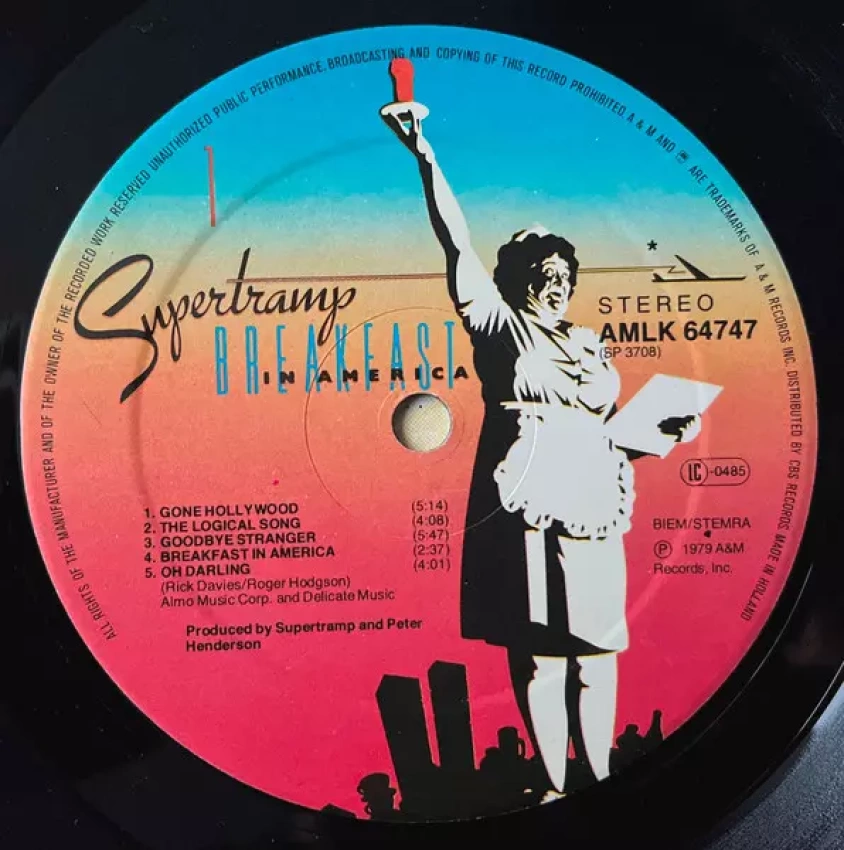 ALL RIGHTS OF THE MANUFACTURER AND OF THE OWNER OF THE RECORDED WORK RESERVED UNAUTHORIZED PUBLIC PERFORMANCE, BROADCASTING AND COPYING OF THIS RECORD PROHIBITED. A & M AND ARE TRADEMARKS OF A & M RECORDS INC. DISTRIBUTED BY CBS RECORDS MADE IN HOLLAND
1
Supertramp
BREAKFAST
IN AMERICA
*
STEREO
AMLK 64747
(SP 3708)
LC -0485
BIEM/STEMRA
Ⓟ 1979 A&M
Records, Inc.
1. GONE HOLLYWOOD (5:14)
2. THE LOGICAL SONG (4:08)
3. GOODBYE STRANGER (5:47)
4. BREAKFAST IN AMERICA (2:37)
5. OH DARLING (4:01)
(Rick Davies/Roger Hodgson)
Almo Music Corp. and Delicate Music
Produced by Supertramp and Peter
Henderson